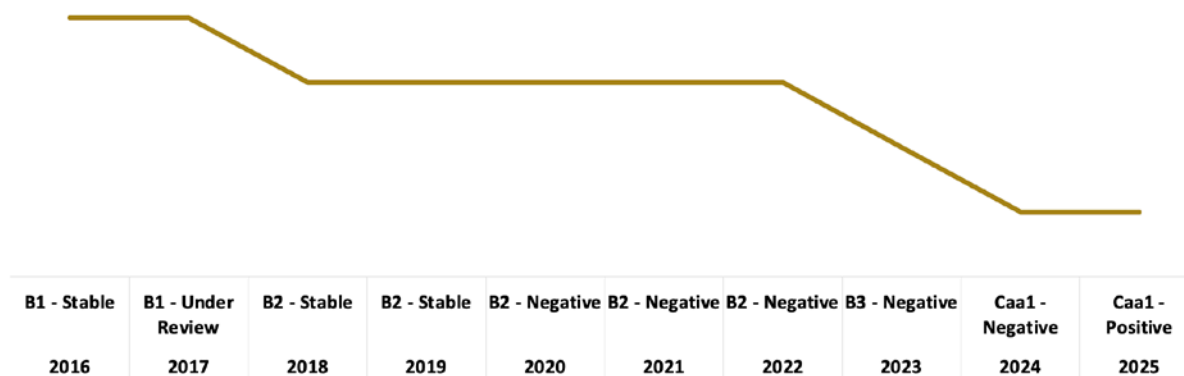 B1 - Stable
B1 - Under
Review
B2 - Stable
B2 - Stable
B2 - Negative
B2 - Negative
B2 - Negative
B3 - Negative
Caa1 -
Negative
Caa1 -
Positive
2016
2017
2018
2019
2020
2021
2022
2023
2024
2025